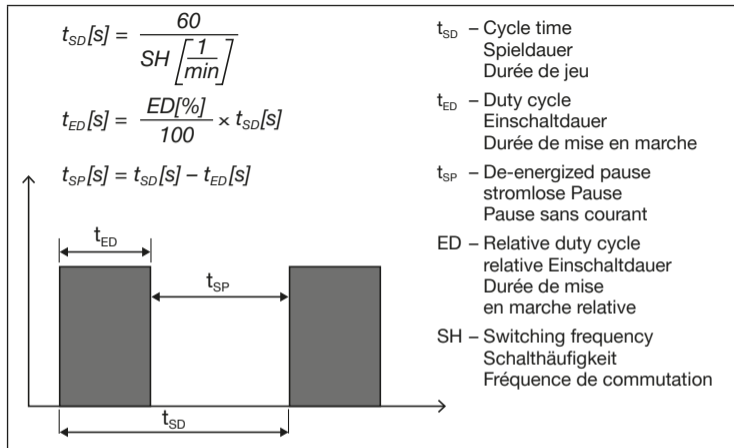 t_SD[s] = 60 / SH [1/min]
t_ED[s] = ED[%] / 100 × t_SD[s]
t_SP[s] = t_SD[s] – t_ED[s]
t_ED
t_SP
t_SD
t_SD – Cycle time
Spieldauer
Durée de jeu
t_ED – Duty cycle
Einschaltdauer
Durée de mise en marche
t_SP – De-energized pause
stromlose Pause
Pause sans courant
ED – Relative duty cycle
relative Einschaltdauer
Durée de mise
en marche relative
SH – Switching frequency
Schalthäufigkeit
Fréquence de commutation